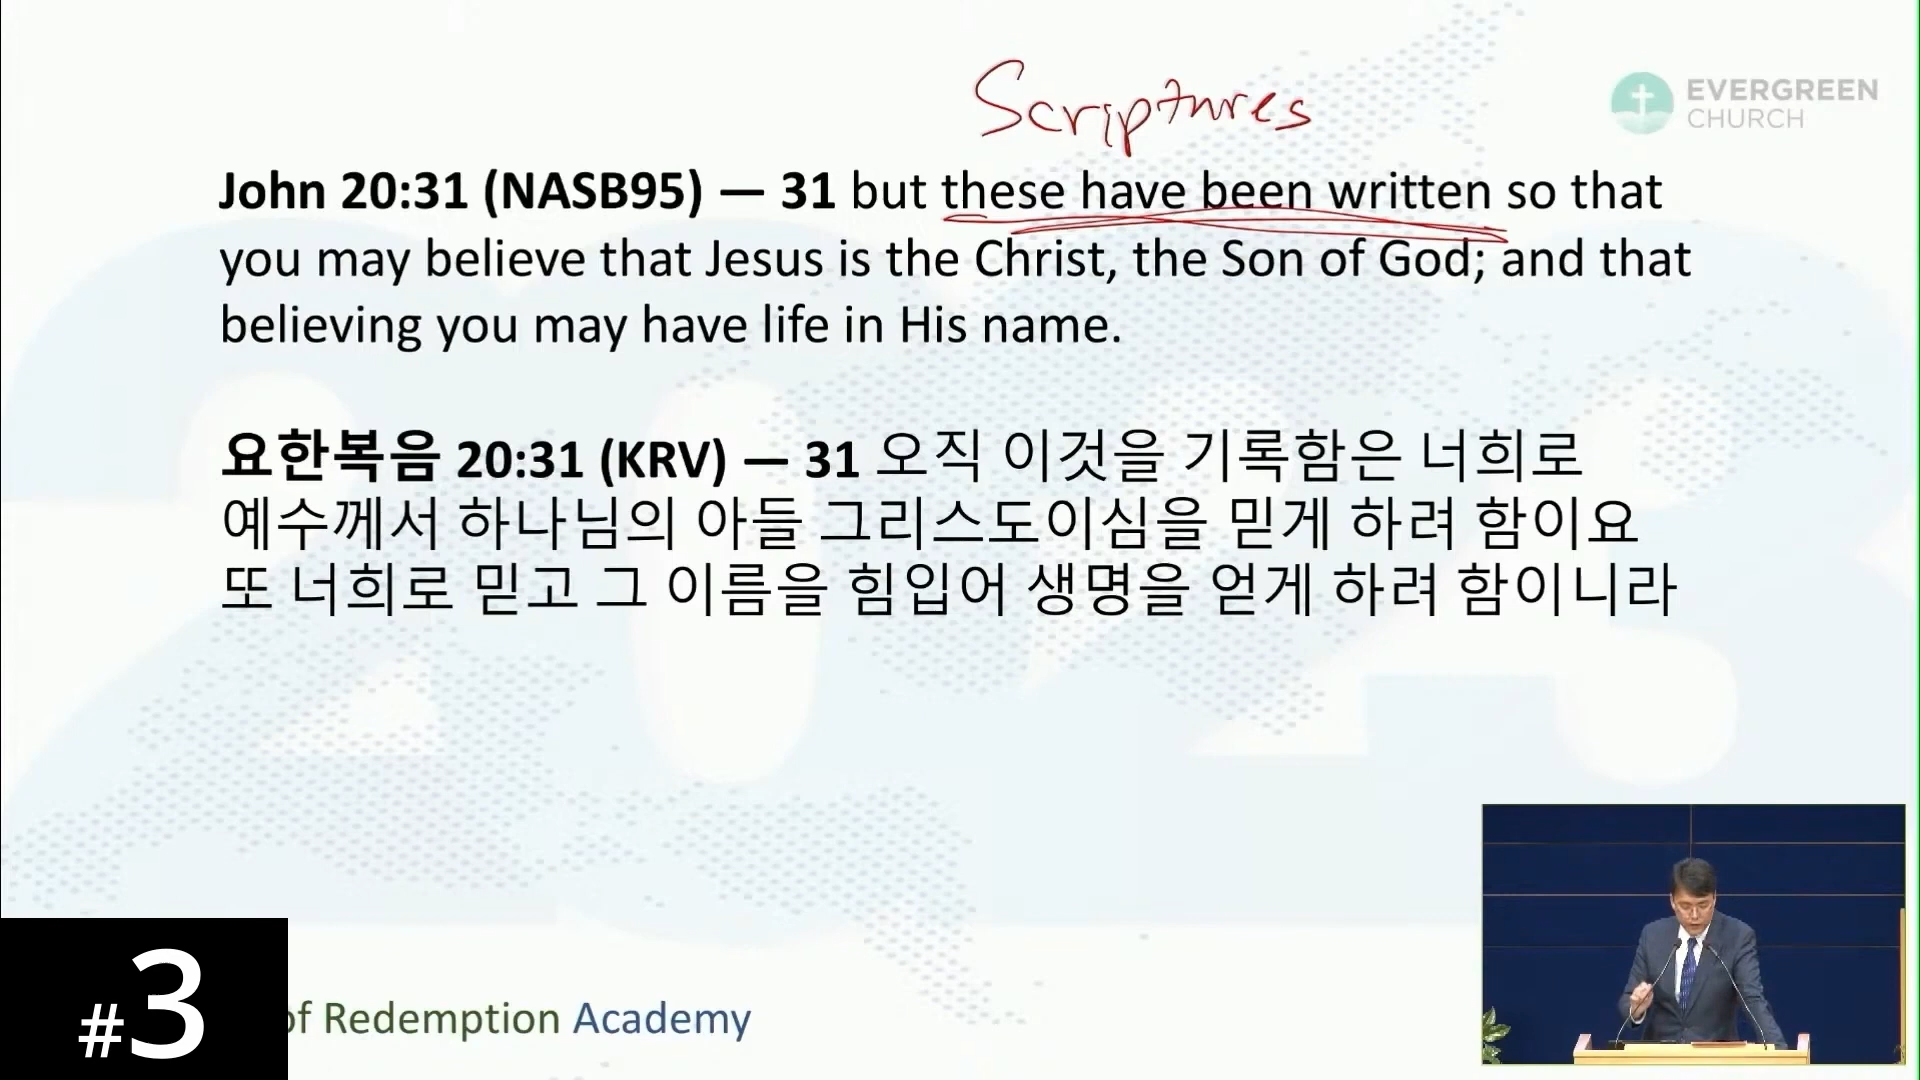 Scriptures
EVERGREEN
CHURCH
John 20:31 (NASB95) — 31 but these have been written so that
you may believe that Jesus is the Christ, the Son of God; and that
believing you may have life in His name.
요한복음 20:31 (KRV) — 31 오직 이것을 기록함은 너희로
예수께서 하나님의 아들 그리스도이심을 믿게 하려 함이요
또 너희로 믿고 그 이름을 힘입어 생명을 얻게 하려 함이니라
#3
of Redemption Academy